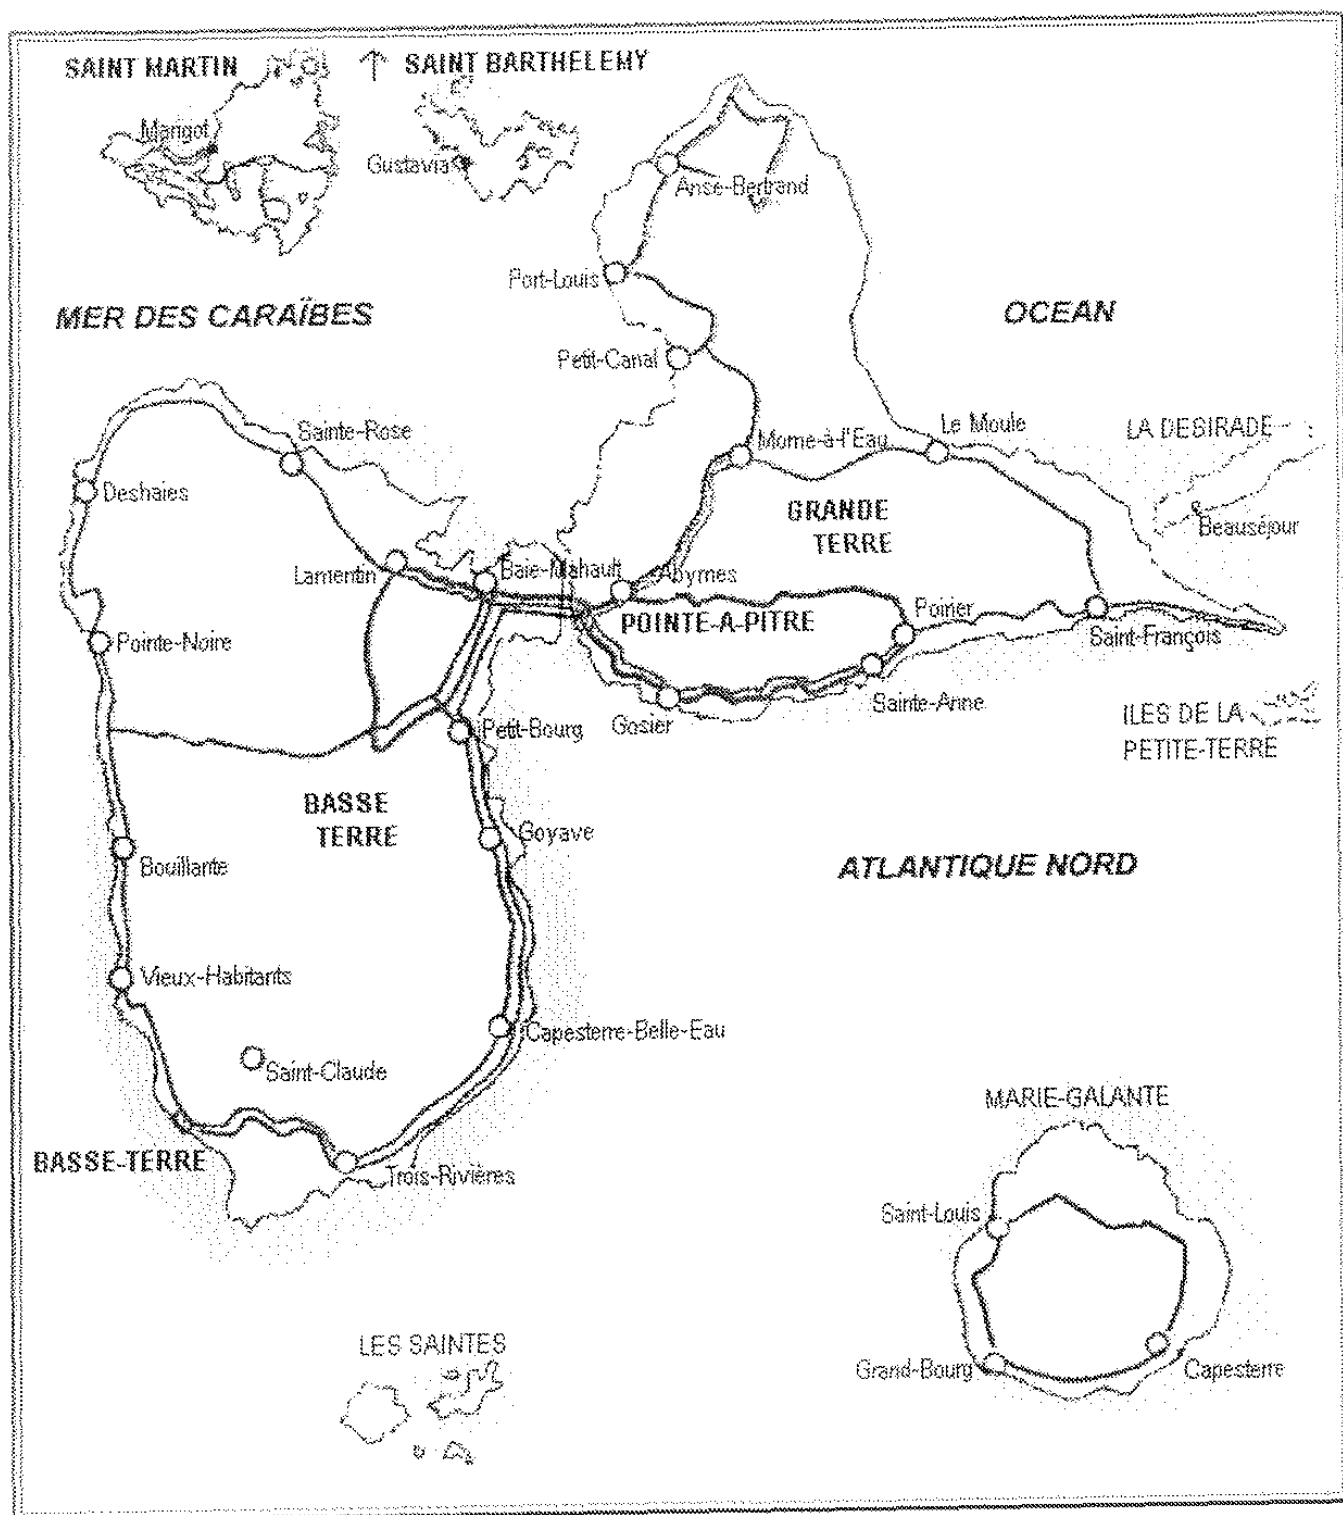 SAINT MARTIN
↑ SAINT BARTHELEMY
Marigot
Gustavia
Anse-Bertrand
Port-Louis
MER DES CARAÏBES
OCEAN
Petit-Canal
Sainte-Rose
Morne-à-l'Eau
Le Moule
LA DESIRADE
Deshaies
GRANDE
TERRE
Beauséjour
Lamentin
Baie-Mahault
Abymes
Poirier
POINTE-A-PITRE
Saint-François
Pointe-Noire
Sainte-Anne
Gosier
Petit-Bourg
ILES DE LA
PETITE-TERRE
BASSE
TERRE
Goyave
Bouillante
ATLANTIQUE NORD
Vieux-Habitants
Capesterre-Belle-Eau
Saint-Claude
MARIE-GALANTE
BASSE-TERRE
Trois-Rivières
Saint-Louis
LES SAINTES
Grand-Bourg
Capesterre